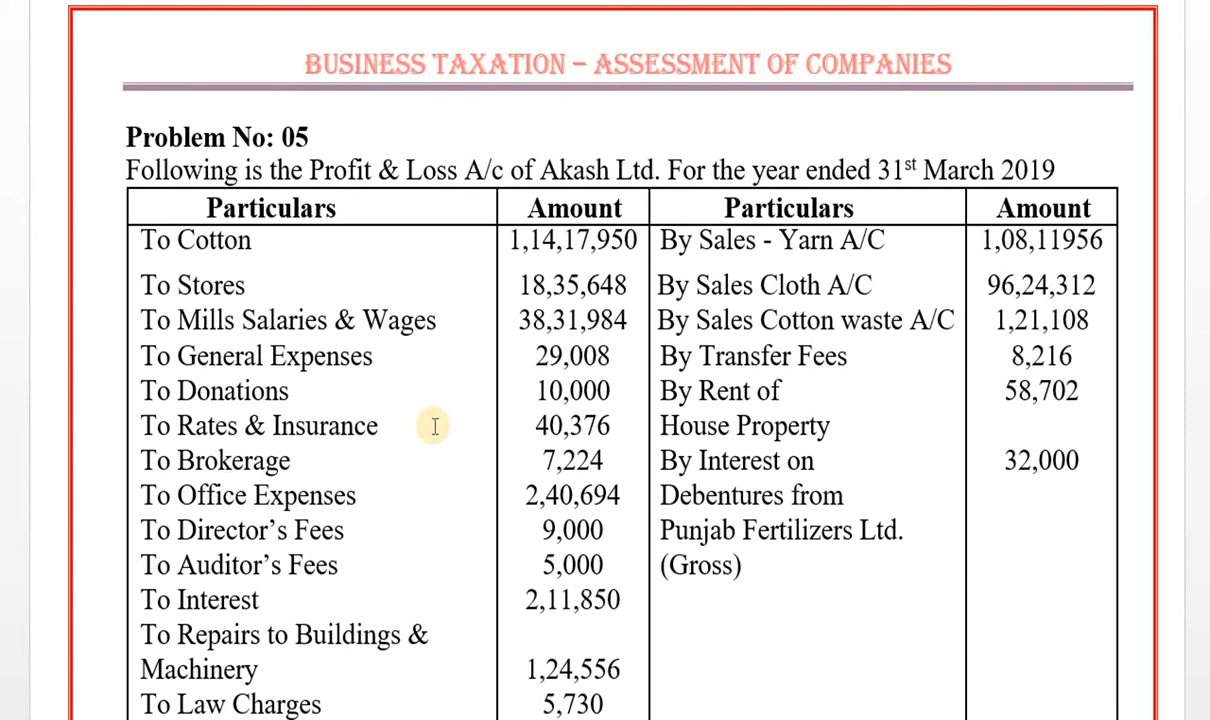 BUSINESS TAXATION – ASSESSMENT OF COMPANIES
Problem No: 05
Following is the Profit & Loss A/c of Akash Ltd. For the year ended 31st March 2019
Particulars Amount Particulars Amount
To Cotton 1,14,17,950 By Sales - Yarn A/C 1,08,11956
To Stores 18,35,648 By Sales Cloth A/C 96,24,312
To Mills Salaries & Wages 38,31,984 By Sales Cotton waste A/C 1,21,108
To General Expenses 29,008 By Transfer Fees 8,216
To Donations 10,000 By Rent of 58,702
To Rates & Insurance 40,376 House Property
To Brokerage 7,224 By Interest on 32,000
To Office Expenses 2,40,694 Debentures from
To Director’s Fees 9,000 Punjab Fertilizers Ltd.
To Auditor’s Fees 5,000 (Gross)
To Interest 2,11,850
To Repairs to Buildings &
Machinery 1,24,556
To Law Charges 5,730